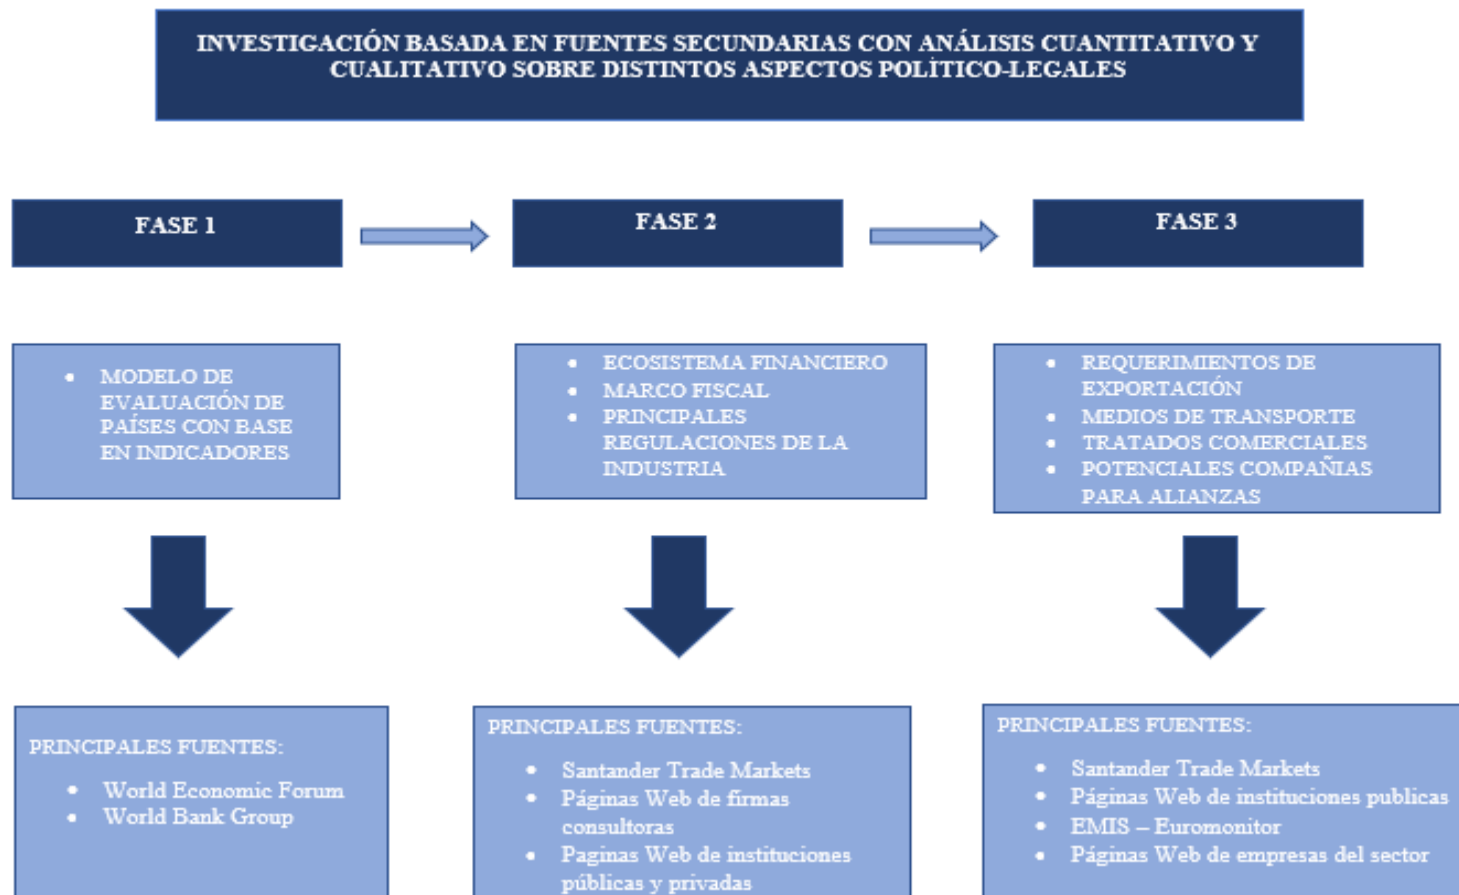 INVESTIGACIÓN BASADA EN FUENTES SECUNDARIAS CON ANÁLISIS CUANTITATIVO Y
CUALITATIVO SOBRE DISTINTOS ASPECTOS POLÍTICO-LEGALES
FASE 1
FASE 2
FASE 3
• MODELO DE
EVALUACIÓN DE
PAÍSES CON BASE
EN INDICADORES
• ECOSISTEMA FINANCIERO
• MARCO FISCAL
• PRINCIPALES
REGULACIONES DE LA
INDUSTRIA
• REQUERIMIENTOS DE
EXPORTACIÓN
• MEDIOS DE TRANSPORTE
• TRATADOS COMERCIALES
• POTENCIALES COMPAÑIAS
PARA ALIANZAS
PRINCIPALES FUENTES:
• World Economic Forum
• World Bank Group
PRINCIPALES FUENTES:
• Santander Trade Markets
• Páginas Web de firmas
consultoras
• Paginas Web de instituciones
públicas y privadas
PRINCIPALES FUENTES:
• Santander Trade Markets
• Páginas Web de instituciones publicas
• EMIS – Euromonitor
• Páginas Web de empresas del sector